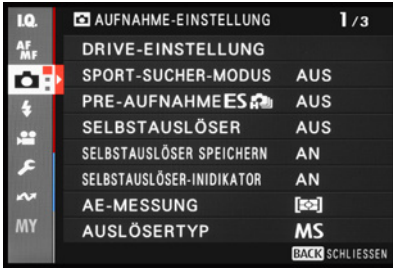 I.Q.
AF MF
MY
AUFNAHME-EINSTELLUNG 1/3
DRIVE-EINSTELLUNG
SPORT-SUCHER-MODUS AUS
PRE-AUFNAHME ES AUS
SELBSTAUSLÖSER AUS
SELBSTAUSLÖSER SPEICHERN AN
SELBSTAUSLÖSER-INIDIKATOR AN
AE-MESSUNG
AUSLÖSERTYP MS
BACK SCHLIESSEN